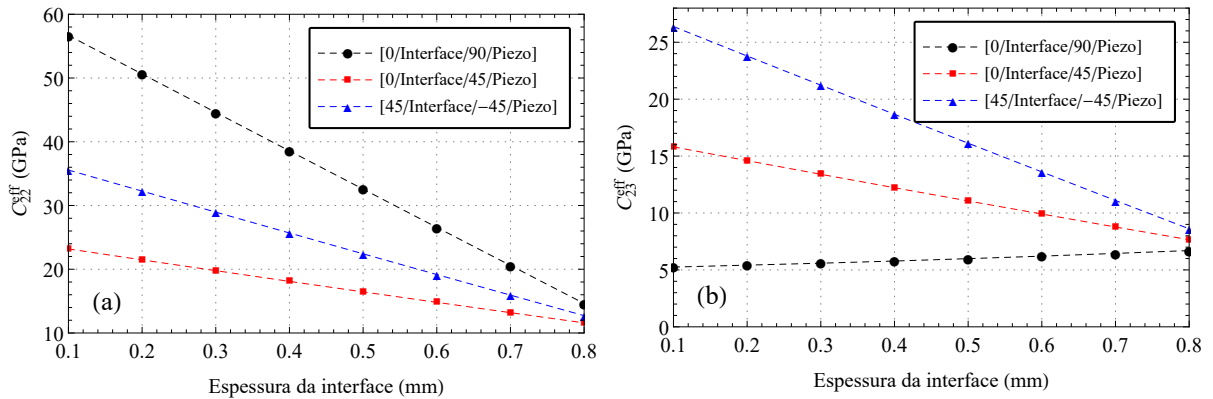 60
50
40
30
20
10
C22^eff (GPa)
[0/Interface/90/Piezo]
[0/Interface/45/Piezo]
[45/Interface/−45/Piezo]
(a)
0.1 0.2 0.3 0.4 0.5 0.6 0.7 0.8
Espessura da interface (mm)
25
20
15
10
5
0
C23^eff (GPa)
[0/Interface/90/Piezo]
[0/Interface/45/Piezo]
[45/Interface/−45/Piezo]
(b)
0.1 0.2 0.3 0.4 0.5 0.6 0.7 0.8
Espessura da interface (mm)